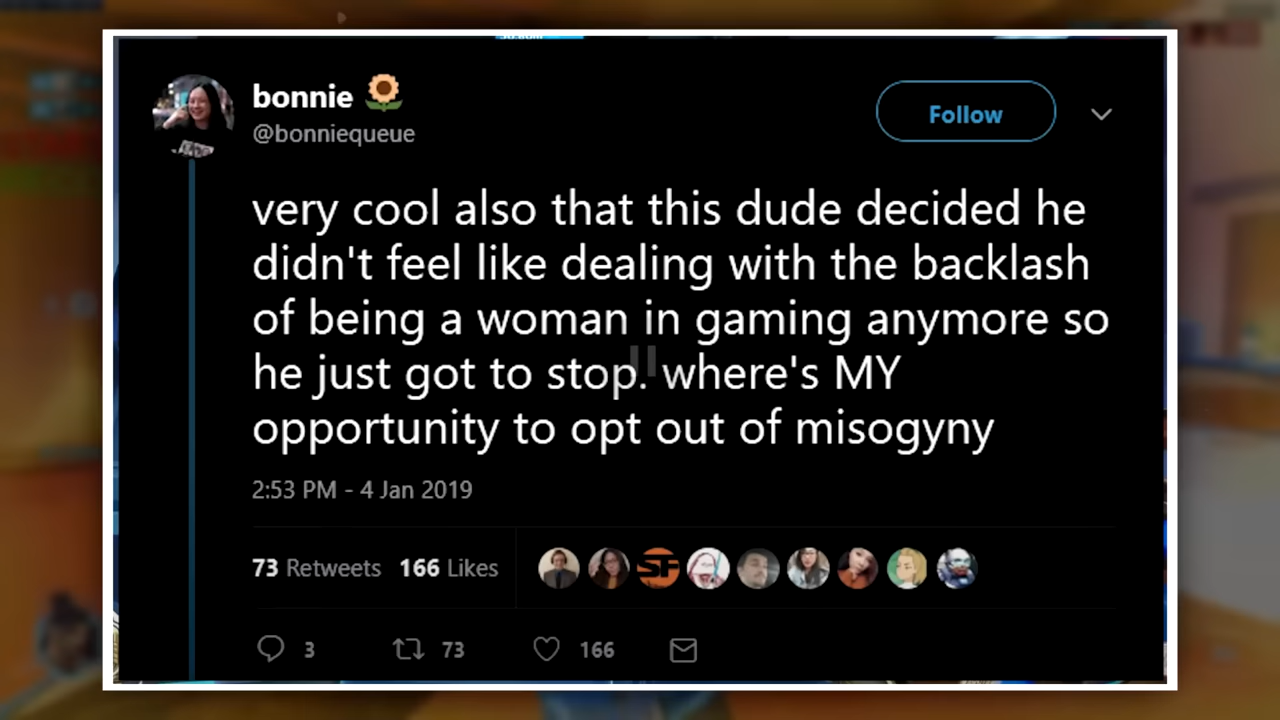 bonnie 🌻
@bonniequeue
Follow
very cool also that this dude decided he
didn't feel like dealing with the backlash
of being a woman in gaming anymore so
he just got to stop. where's MY
opportunity to opt out of misogyny
2:53 PM - 4 Jan 2019
73 Retweets 166 Likes
SF
3 73 166